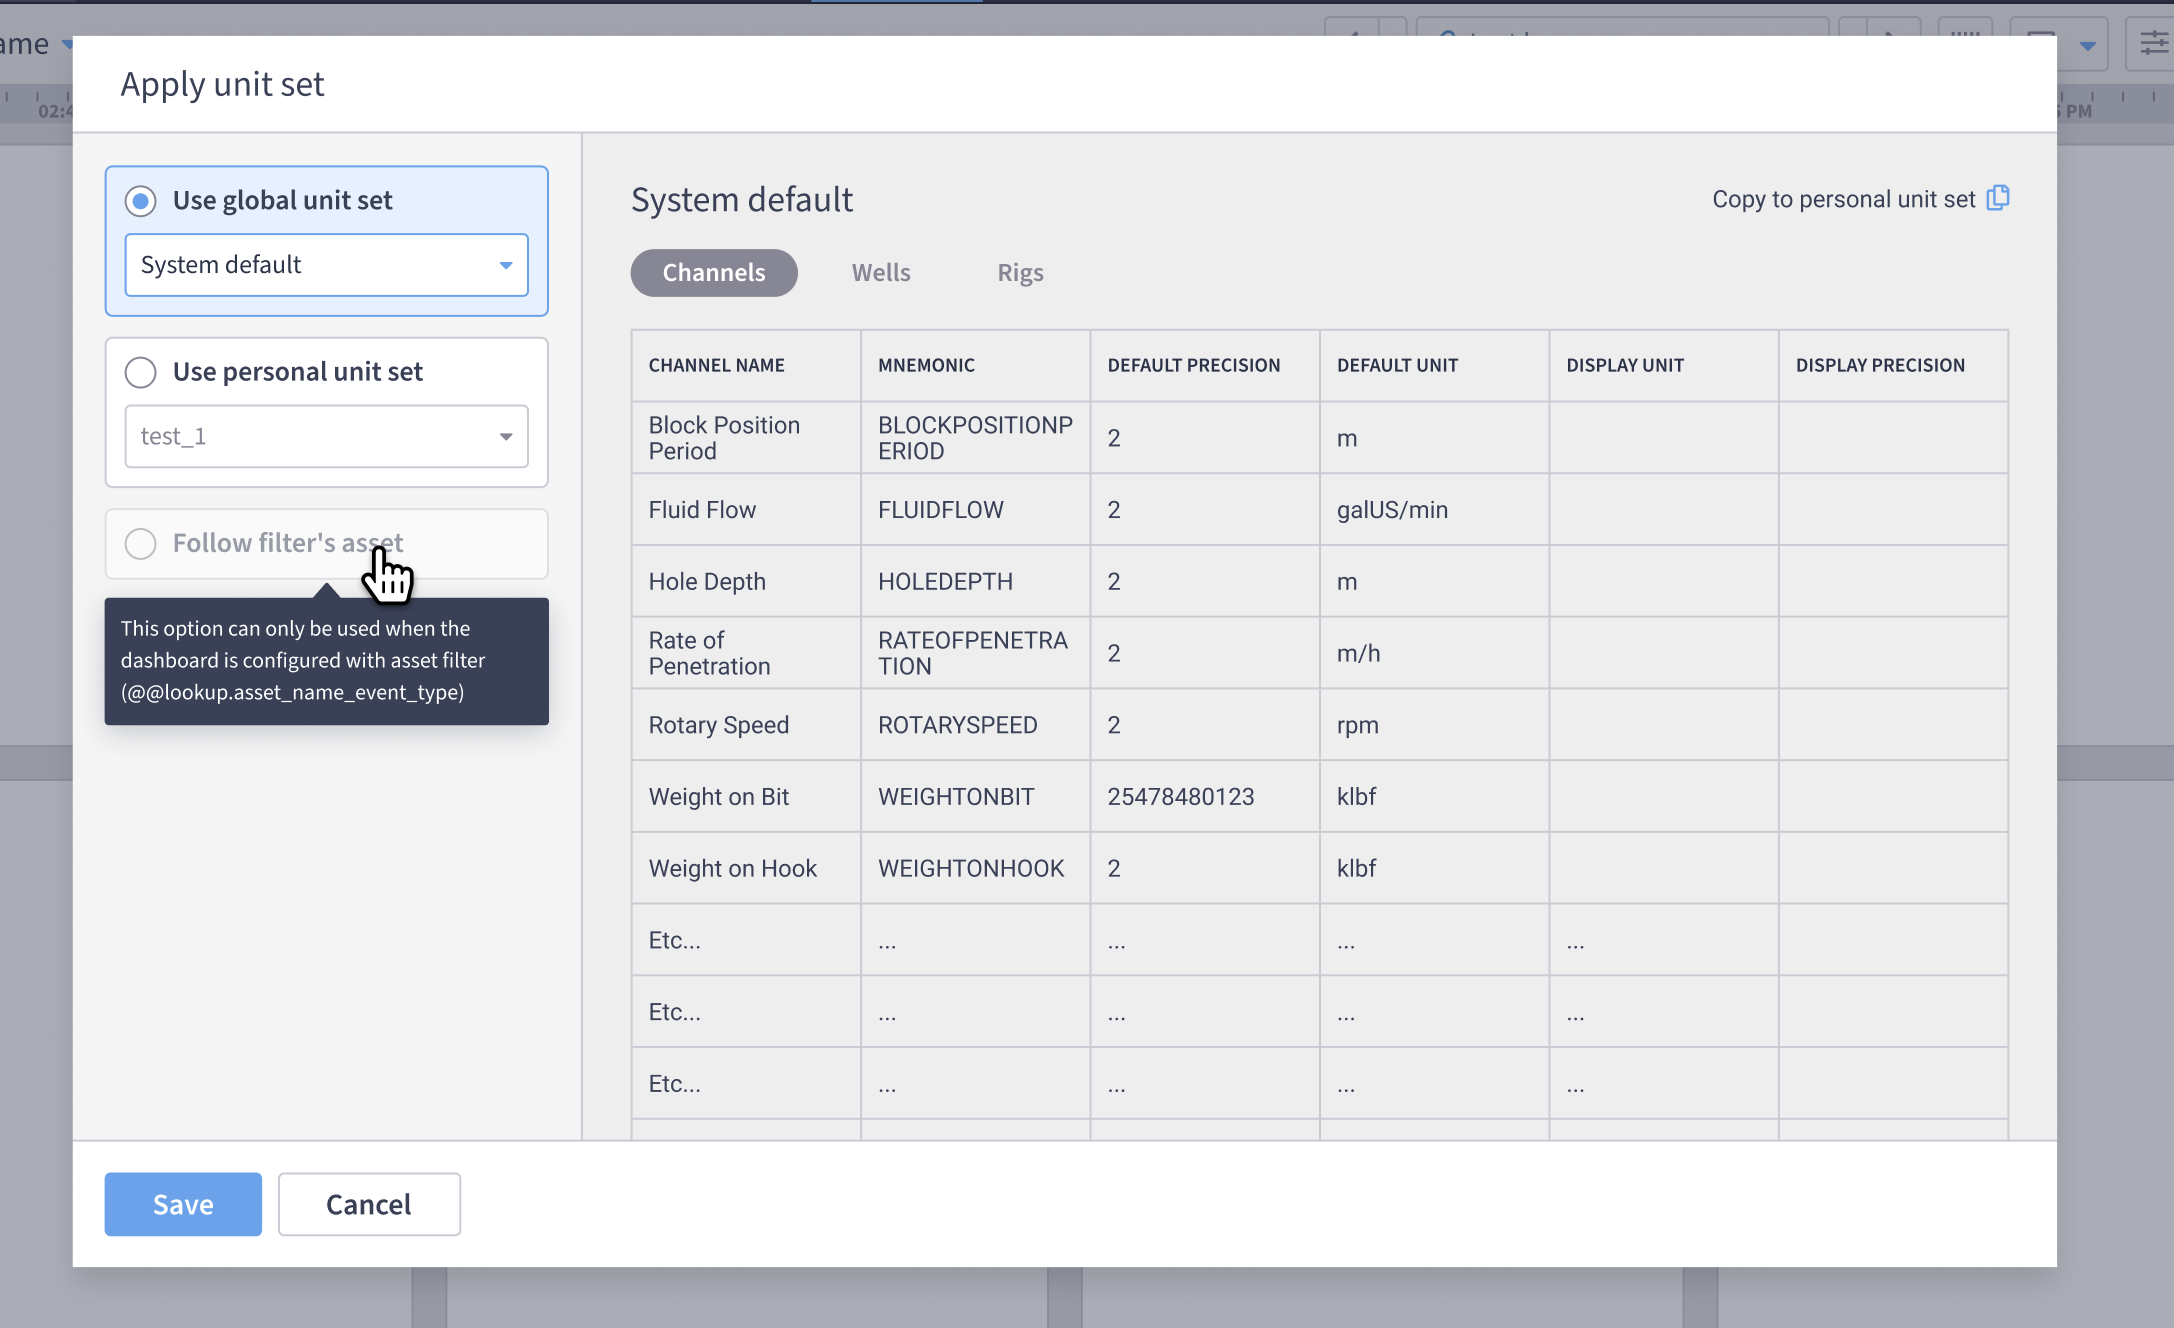 ame
02:4
PM
Apply unit set
Use global unit set
System default
Use personal unit set
test_1
Follow filter's asset
This option can only be used when the
dashboard is configured with asset filter
(@@lookup.asset_name_event_type)
System default
Copy to personal unit set
Channels Wells Rigs
CHANNEL NAME MNEMONIC DEFAULT PRECISION DEFAULT UNIT DISPLAY UNIT DISPLAY PRECISION
Block Position
Period
BLOCKPOSITIONP
ERIOD
2 m
Fluid Flow FLUIDFLOW 2 galUS/min
Hole Depth HOLEDEPTH 2 m
Rate of
Penetration
RATEOFPENETRA
TION
2 m/h
Rotary Speed ROTARYSPEED 2 rpm
Weight on Bit WEIGHTONBIT 25478480123 klbf
Weight on Hook WEIGHTONHOOK 2 klbf
Etc... ... ... ... ...
Etc... ... ... ... ...
Etc... ... ... ... ...
Save Cancel